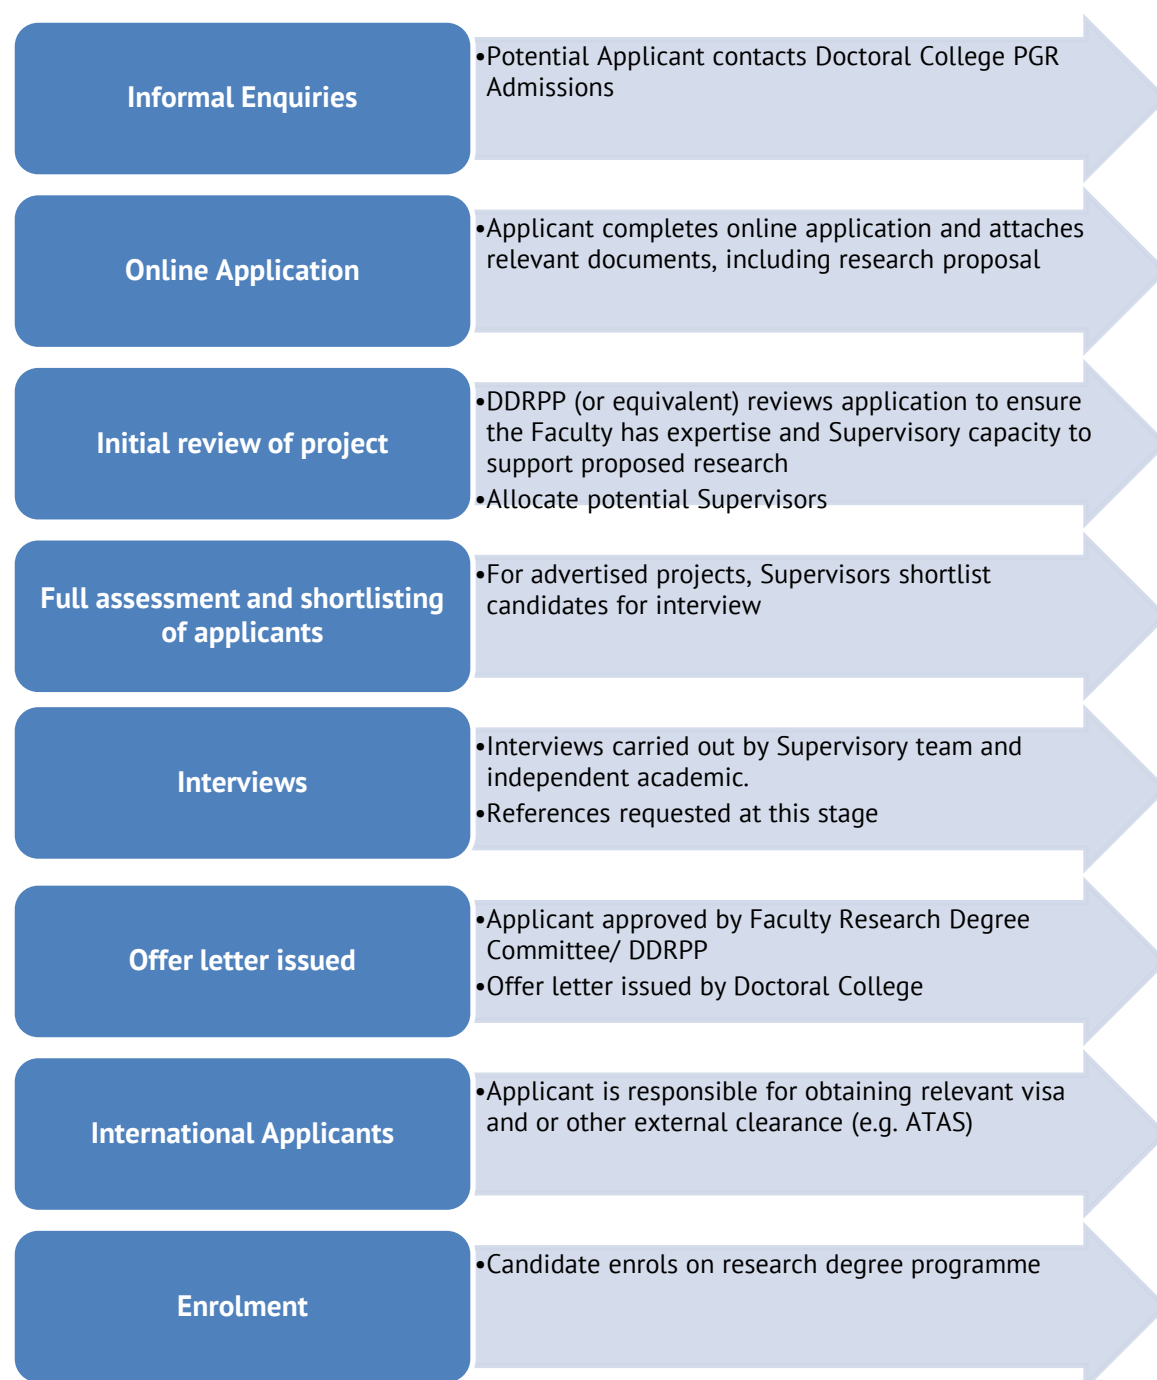 Informal Enquiries
•Potential Applicant contacts Doctoral College PGR
Admissions
Online Application
•Applicant completes online application and attaches
relevant documents, including research proposal
Initial review of project
•DDRPP (or equivalent) reviews application to ensure
the Faculty has expertise and Supervisory capacity to
support proposed research
•Allocate potential Supervisors
Full assessment and shortlisting
of applicants
•For advertised projects, Supervisors shortlist
candidates for interview
Interviews
•Interviews carried out by Supervisory team and
independent academic.
•References requested at this stage
Offer letter issued
•Applicant approved by Faculty Research Degree
Committee/ DDRPP
•Offer letter issued by Doctoral College
International Applicants
•Applicant is responsible for obtaining relevant visa
and or other external clearance (e.g. ATAS)
Enrolment
•Candidate enrols on research degree programme